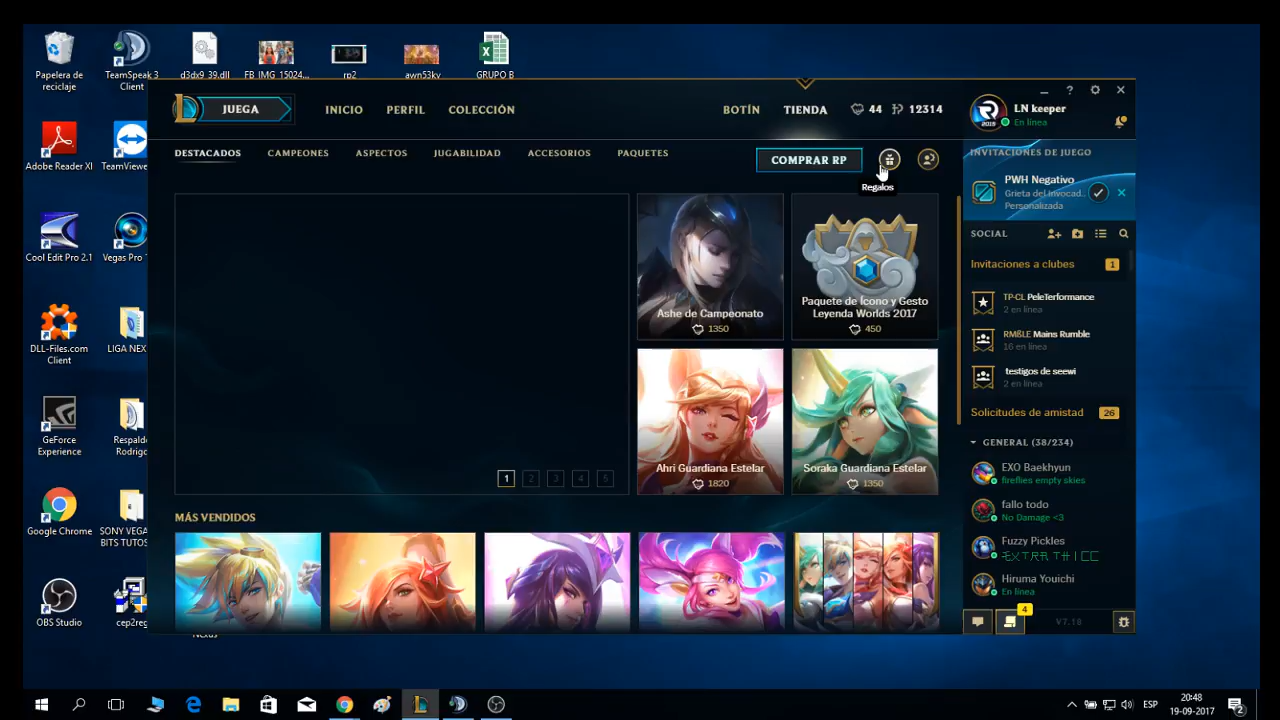 Papelera de
reciclaje
TeamSpeak 3
Client
d3dx9_39.dll
FB_IMG_15024...
rp2
awn53kv
GRUPO B
Adobe Reader XI
TeamViewe
Cool Edit Pro 2.1
Vegas Pro
DLL-Files.com
Client
LIGA NEX
GeForce
Experience
Respald
Rodrigo
Google Chrome
SONY VEGA
BITS TUTOS
OBS Studio
cep2reg
Nexus
JUEGA
INICIO
PERFIL
COLECCIÓN
BOTÍN
TIENDA
44
12314
LN keeper
En línea
DESTACADOS
CAMPEONES
ASPECTOS
JUGABILIDAD
ACCESORIOS
PAQUETES
COMPRAR RP
Regalos
Ashe de Campeonato
1350
Paquete de Ícono y Gesto
Leyenda Worlds 2017
450
Ahri Guardiana Estelar
1820
Soraka Guardiana Estelar
1350
1 2 3 4 5
MÁS VENDIDOS
INVITACIONES DE JUEGO
PWH Negativo
Grieta del Invocad...
Personalizada
SOCIAL
Invitaciones a clubes
1
TP-CL PeleTerformance
2 en línea
RMßLE Mains Rumble
16 en línea
testigos de seewi
2 en línea
Solicitudes de amistad
26
GENERAL (38/234)
EXO Baekhyun
fireflies empty skies
fallo todo
No Damage <3
Fuzzy Pickles
Hiruma Youichi
En línea
4
V7.18
ESP
20:48
19-09-2017
2